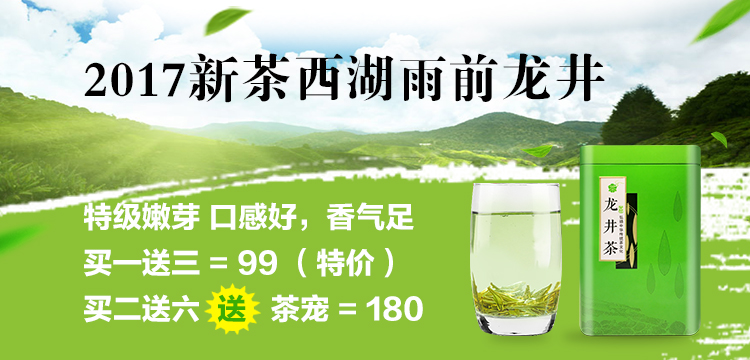 2017新茶西湖雨前龙井
特级嫩芽 口感好，香气足
买一送三 = 99 （ 特价 ）
买二送六 送 茶宠 = 180
龙井茶